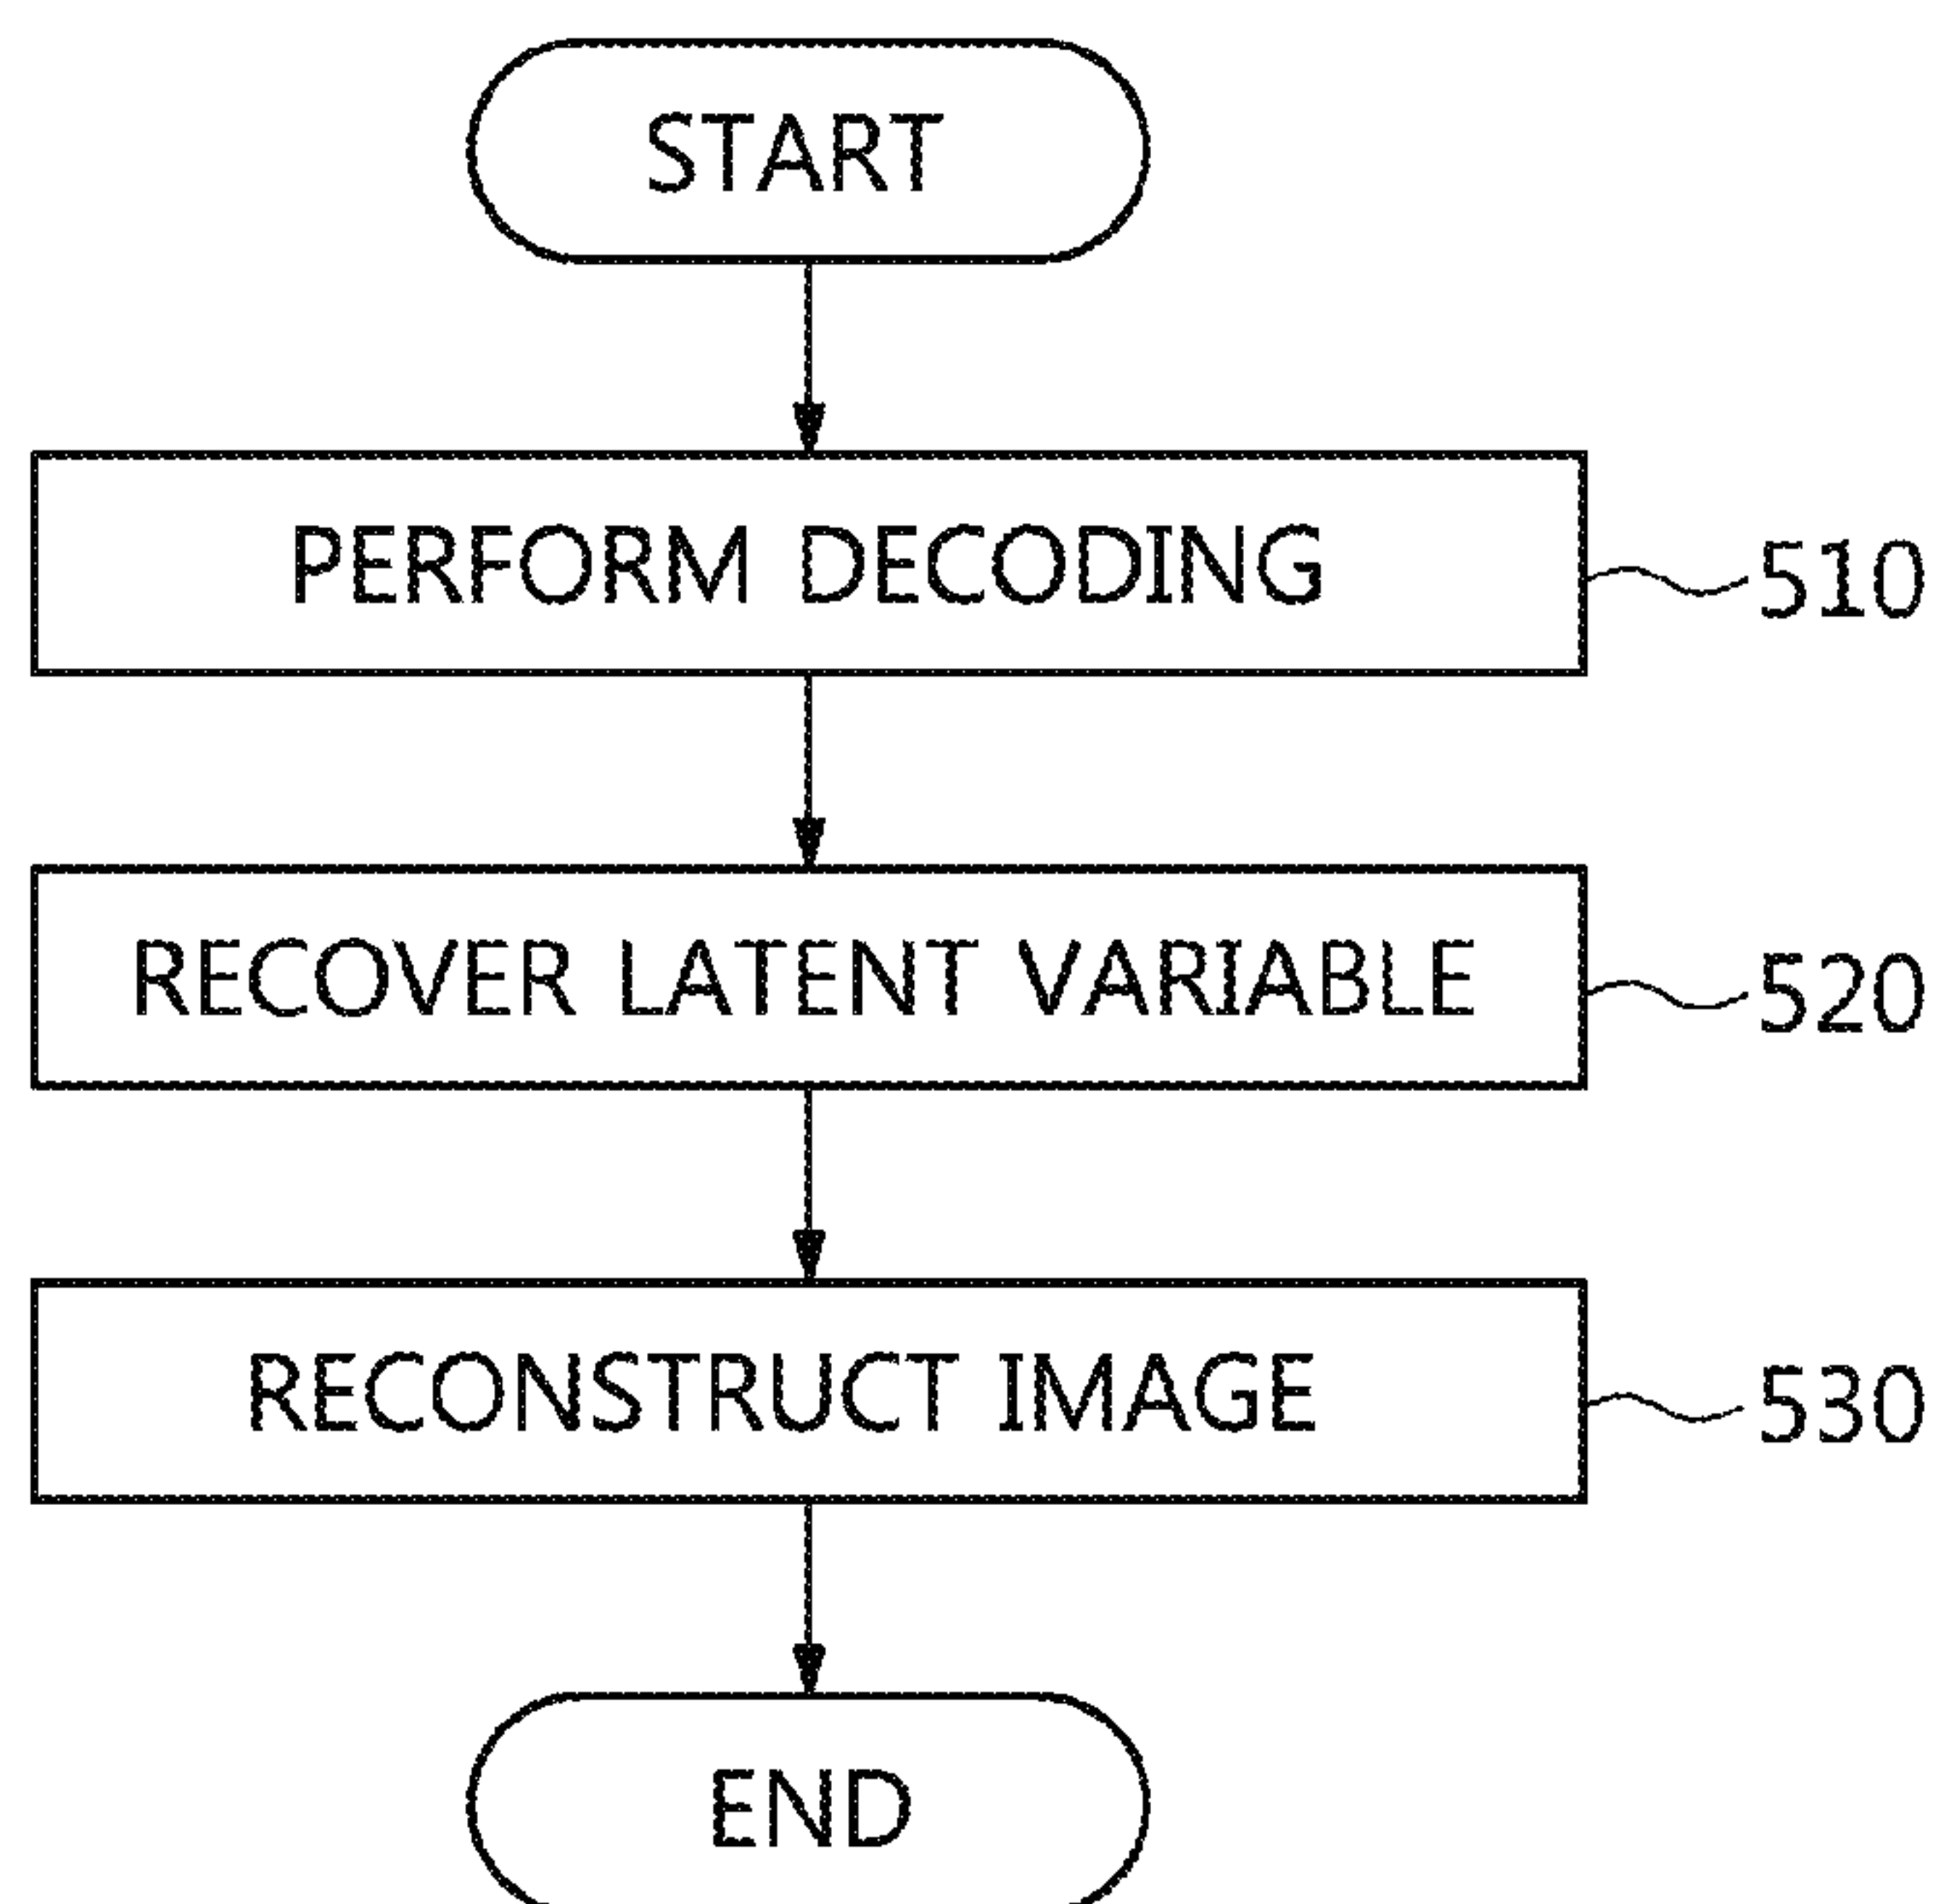 START
PERFORM DECODING
510
RECOVER LATENT VARIABLE
520
RECONSTRUCT IMAGE
530
END